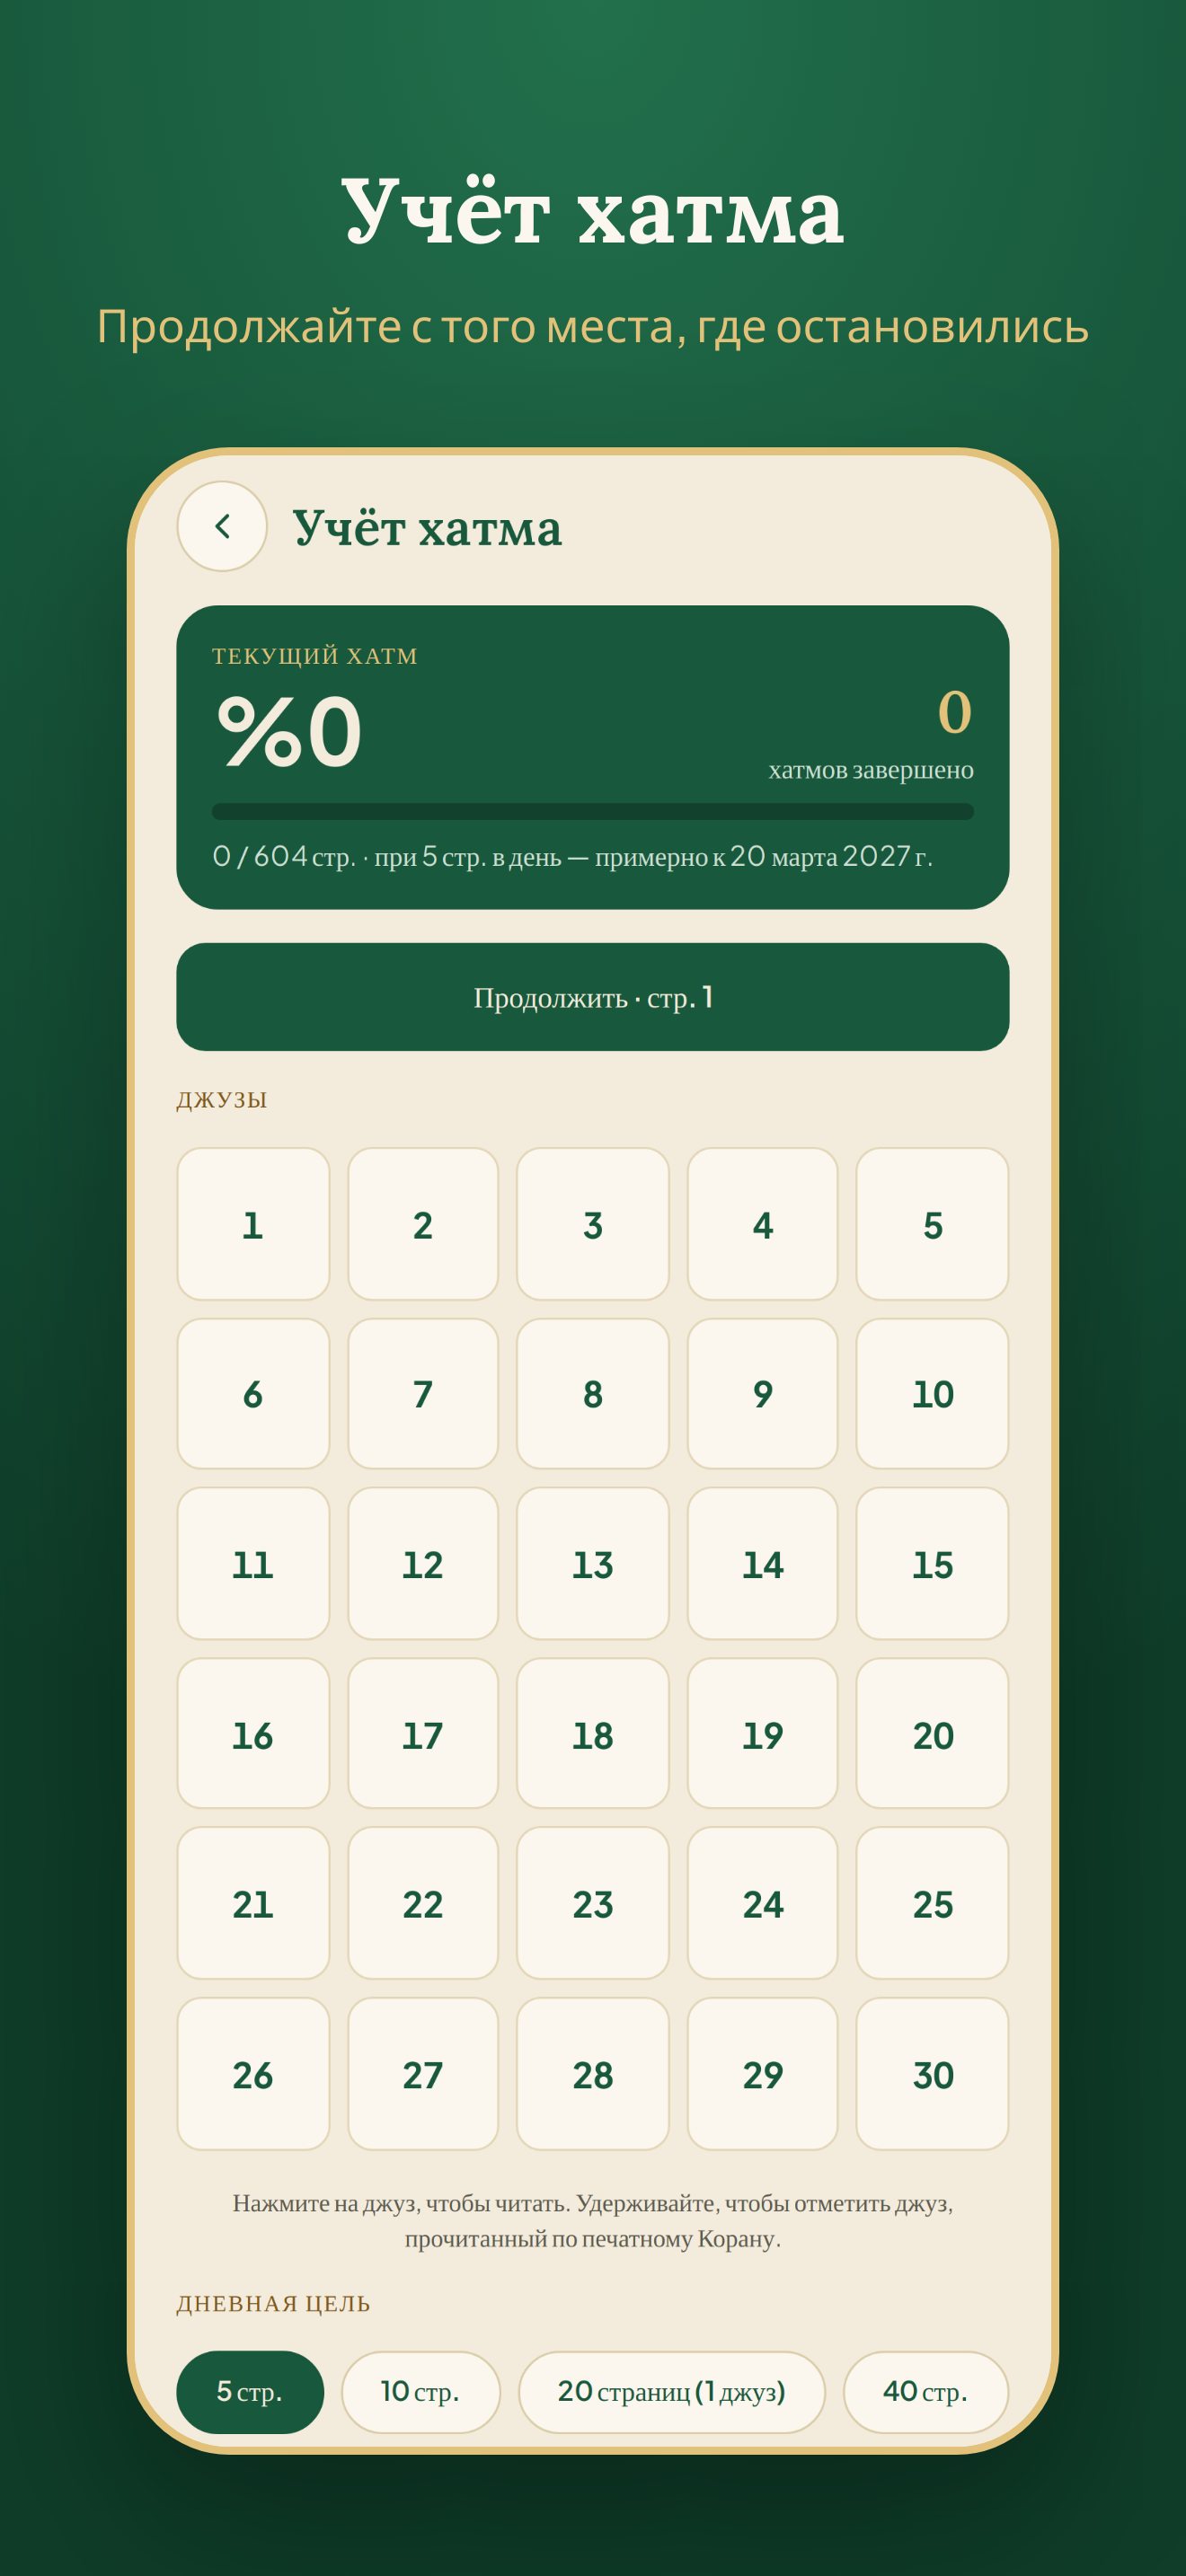 Учёт хатма
Продолжайте с того места, где остановились
Учёт хатма
ТЕКУЩИЙ ХАТМ
%0
0
хатмов завершено
0 / 604 стр. · при 5 стр. в день — примерно к 20 марта 2027 г.
Продолжить · стр. 1
ДЖУЗЫ
1 2 3 4 5
6 7 8 9 10
11 12 13 14 15
16 17 18 19 20
21 22 23 24 25
26 27 28 29 30
Нажмите на джуз, чтобы читать. Удерживайте, чтобы отметить джуз,
прочитанный по печатному Корану.
ДНЕВНАЯ ЦЕЛЬ
5 стр. 10 стр. 20 страниц (1 джуз) 40 стр.